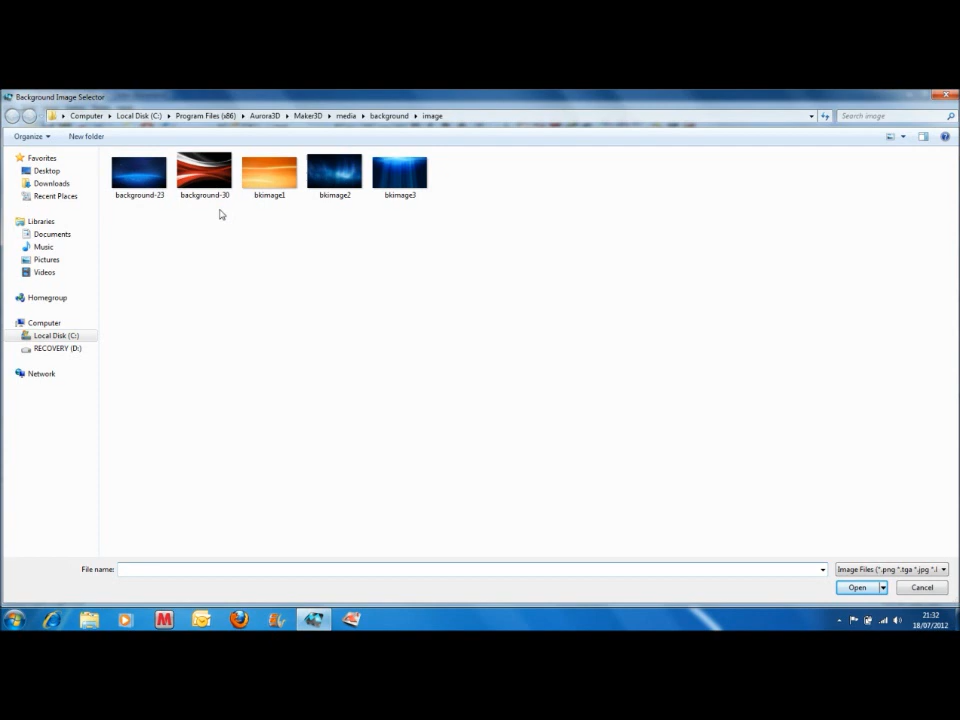 Background Image Selector
Computer Local Disk (C:) Program Files (x86) Aurora3D Maker3D media background image
Search image
Organize New folder
Favorites
Desktop
Downloads
Recent Places
Libraries
Documents
Music
Pictures
Videos
Homegroup
Computer
Local Disk (C:)
RECOVERY (D:)
Network
background-23 background-30 bkimage1 bkimage2 bkimage3
File name:
Image Files (*.png *.tga *.jpg *.
Open Cancel
M
21:32
18/07/2012